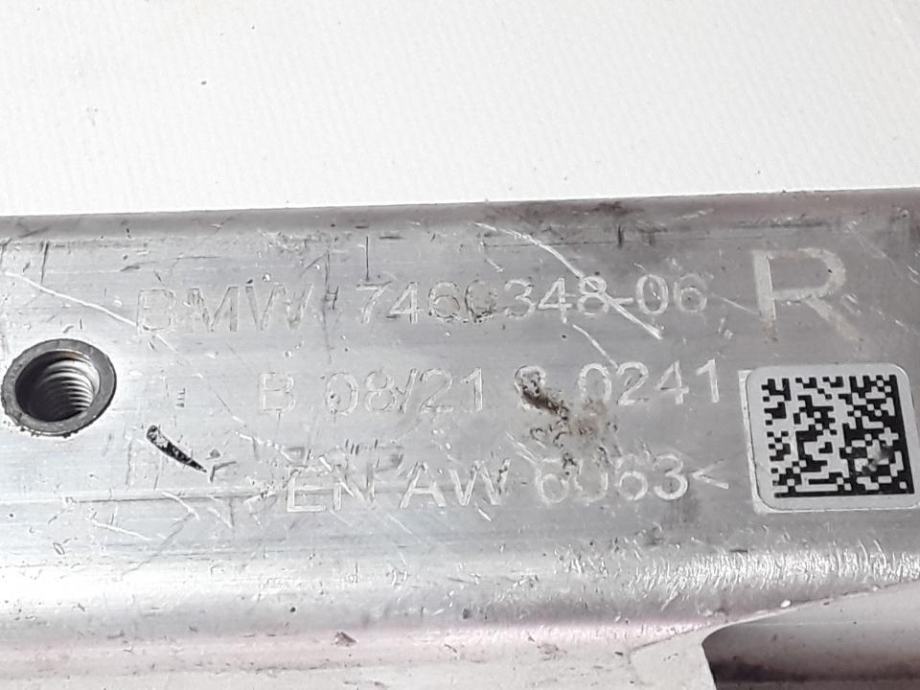 BMW 7460348-06 R
B 08/21 S 0241
>EN AW 6063<